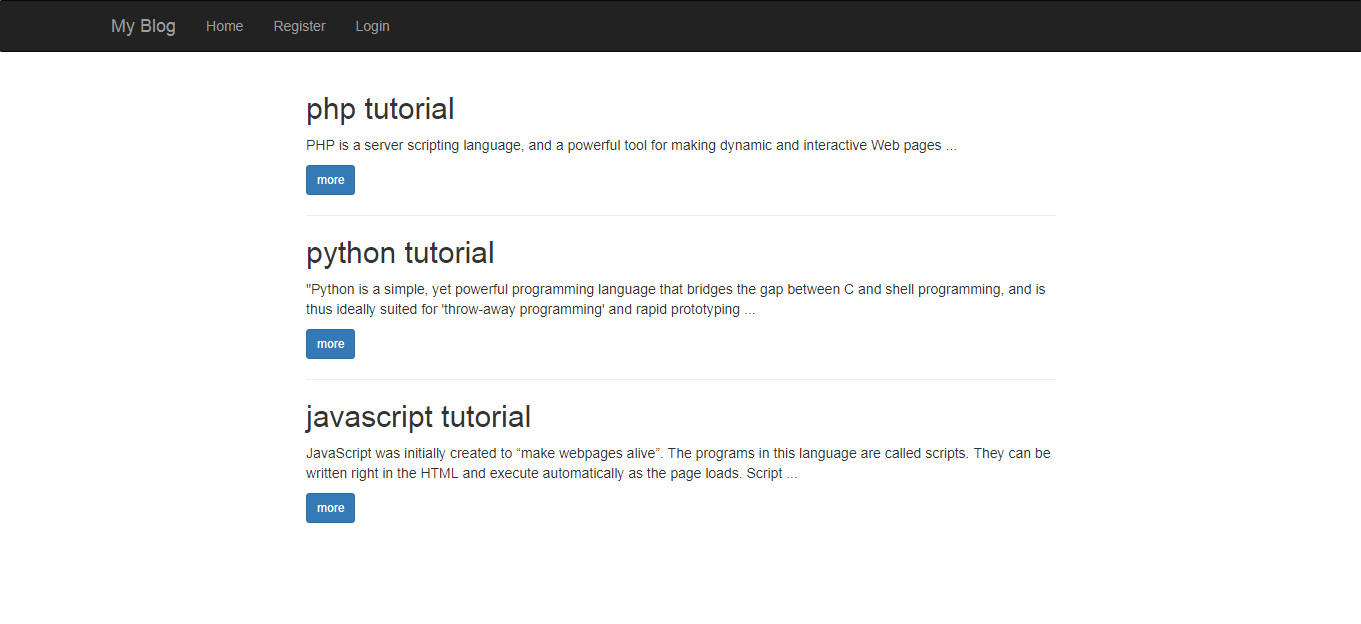 My Blog Home Register Login
php tutorial
PHP is a server scripting language, and a powerful tool for making dynamic and interactive Web pages ...
more
python tutorial
"Python is a simple, yet powerful programming language that bridges the gap between C and shell programming, and is
thus ideally suited for 'throw-away programming' and rapid prototyping ...
more
javascript tutorial
JavaScript was initially created to “make webpages alive”. The programs in this language are called scripts. They can be
written right in the HTML and execute automatically as the page loads. Script ...
more